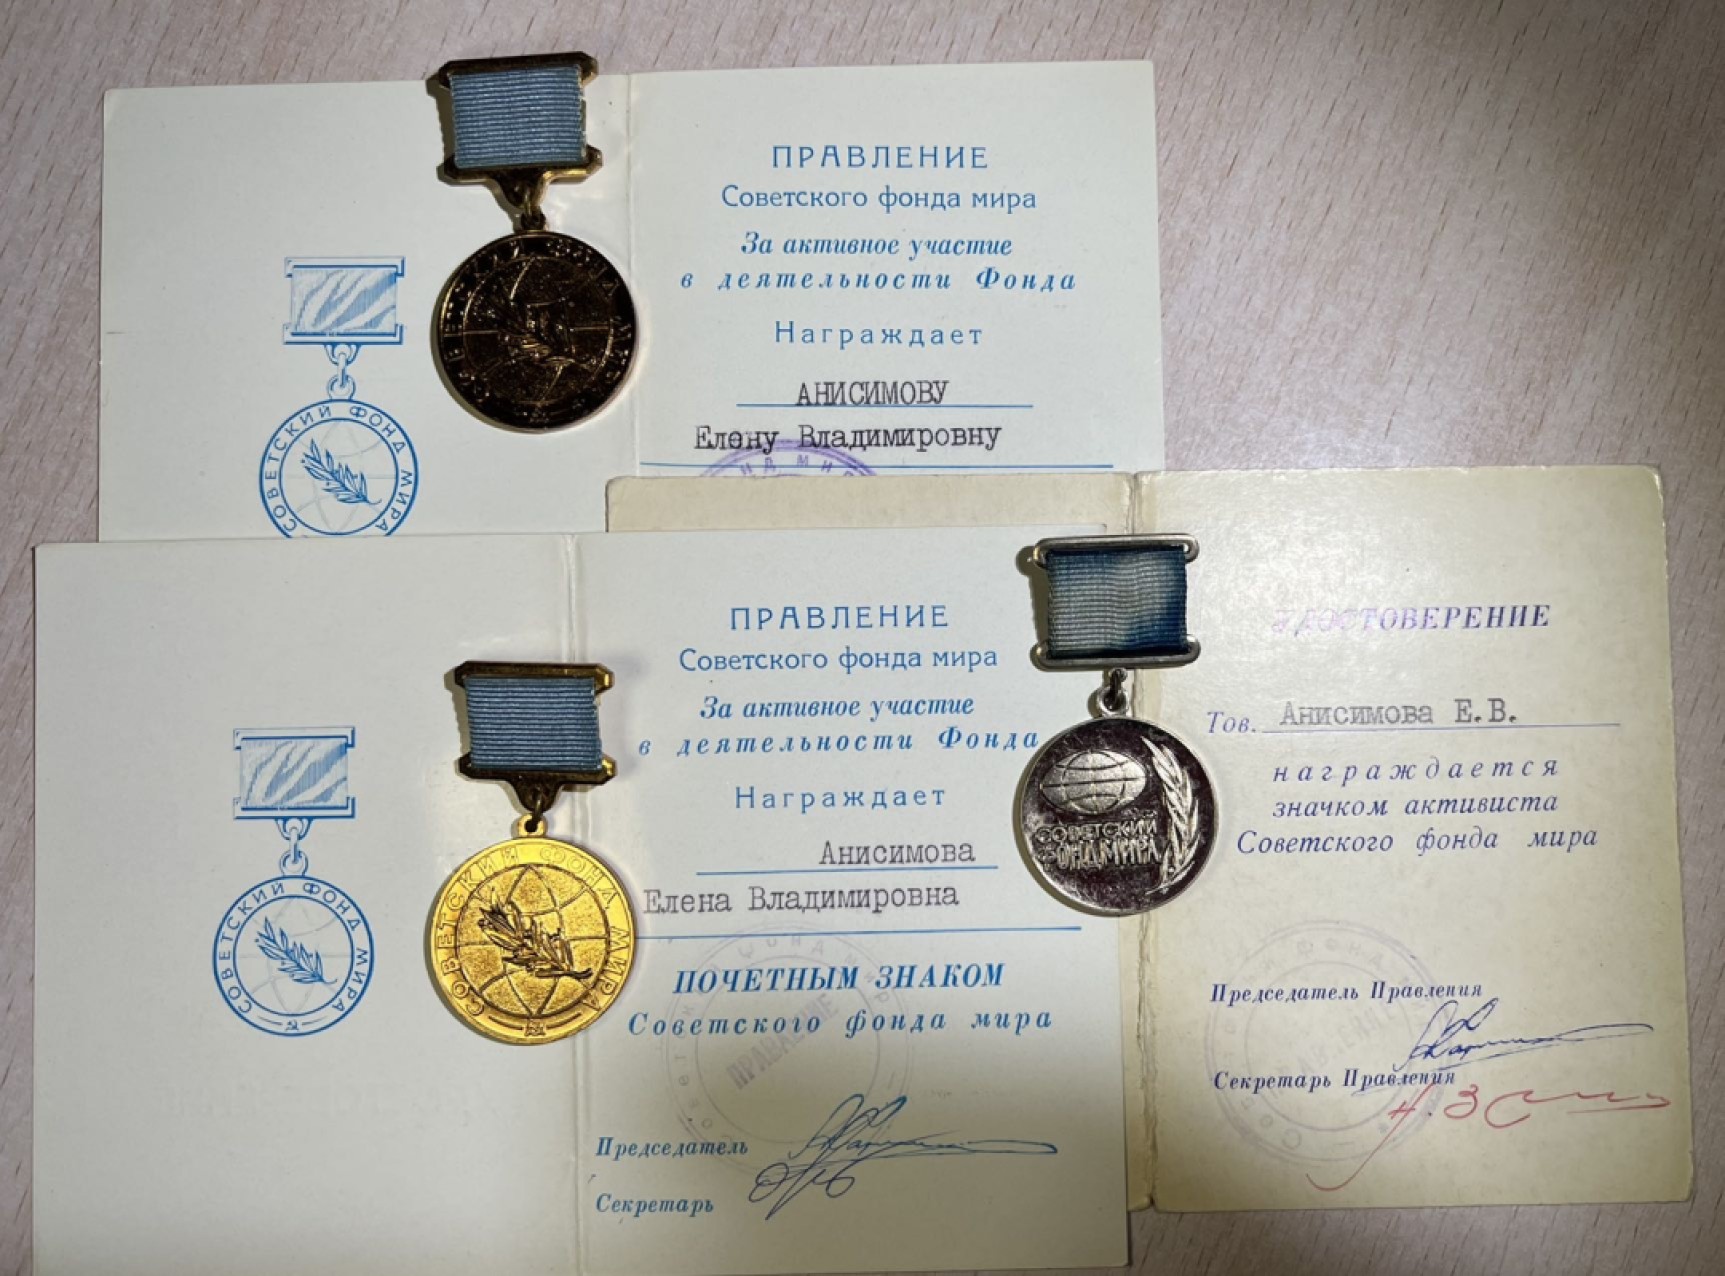 ПРАВЛЕНИЕ
Советского фонда мира
За активное участие
в деятельности Фонда
Награждает
АНИСИМОВУ
Елену Владимировну
НД МИР
СОВЕТСКИЙ ФОНД МИРА
ПРАВЛЕНИЕ
Советского фонда мира
За активное участие
в деятельности Фонда
Награждает
Анисимова
Елена Владимировна
ПОЧЕТНЫМ ЗНАКОМ
Советского фонда мира
ПРАВЛЕНИЕ
Председатель
Секретарь
СОВЕТСКИЙ ФОНД МИРА
СОВЕТСКИЙ ФОНД МИРА
СОВЕТСКИЙ
ФОНД МИРА
УДОСТОВЕРЕНИЕ
Тов. Анисимова Е.В.
награждается
значком активиста
Советского фонда мира
Председатель Правления
Секретарь Правления